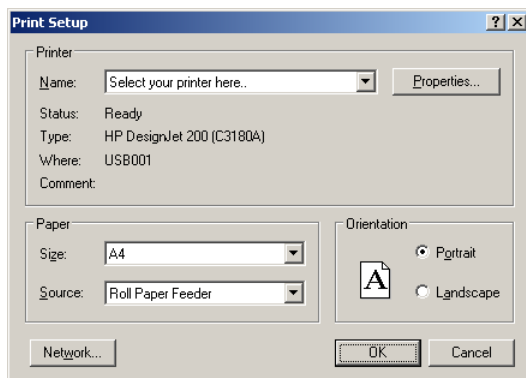 Print Setup
Printer
Name: Select your printer here.. Properties...
Status: Ready
Type: HP DesignJet 200 (C3180A)
Where: USB001
Comment:
Paper
Size: A4
Source: Roll Paper Feeder
Orientation
A
Portrait
Landscape
Network... OK Cancel